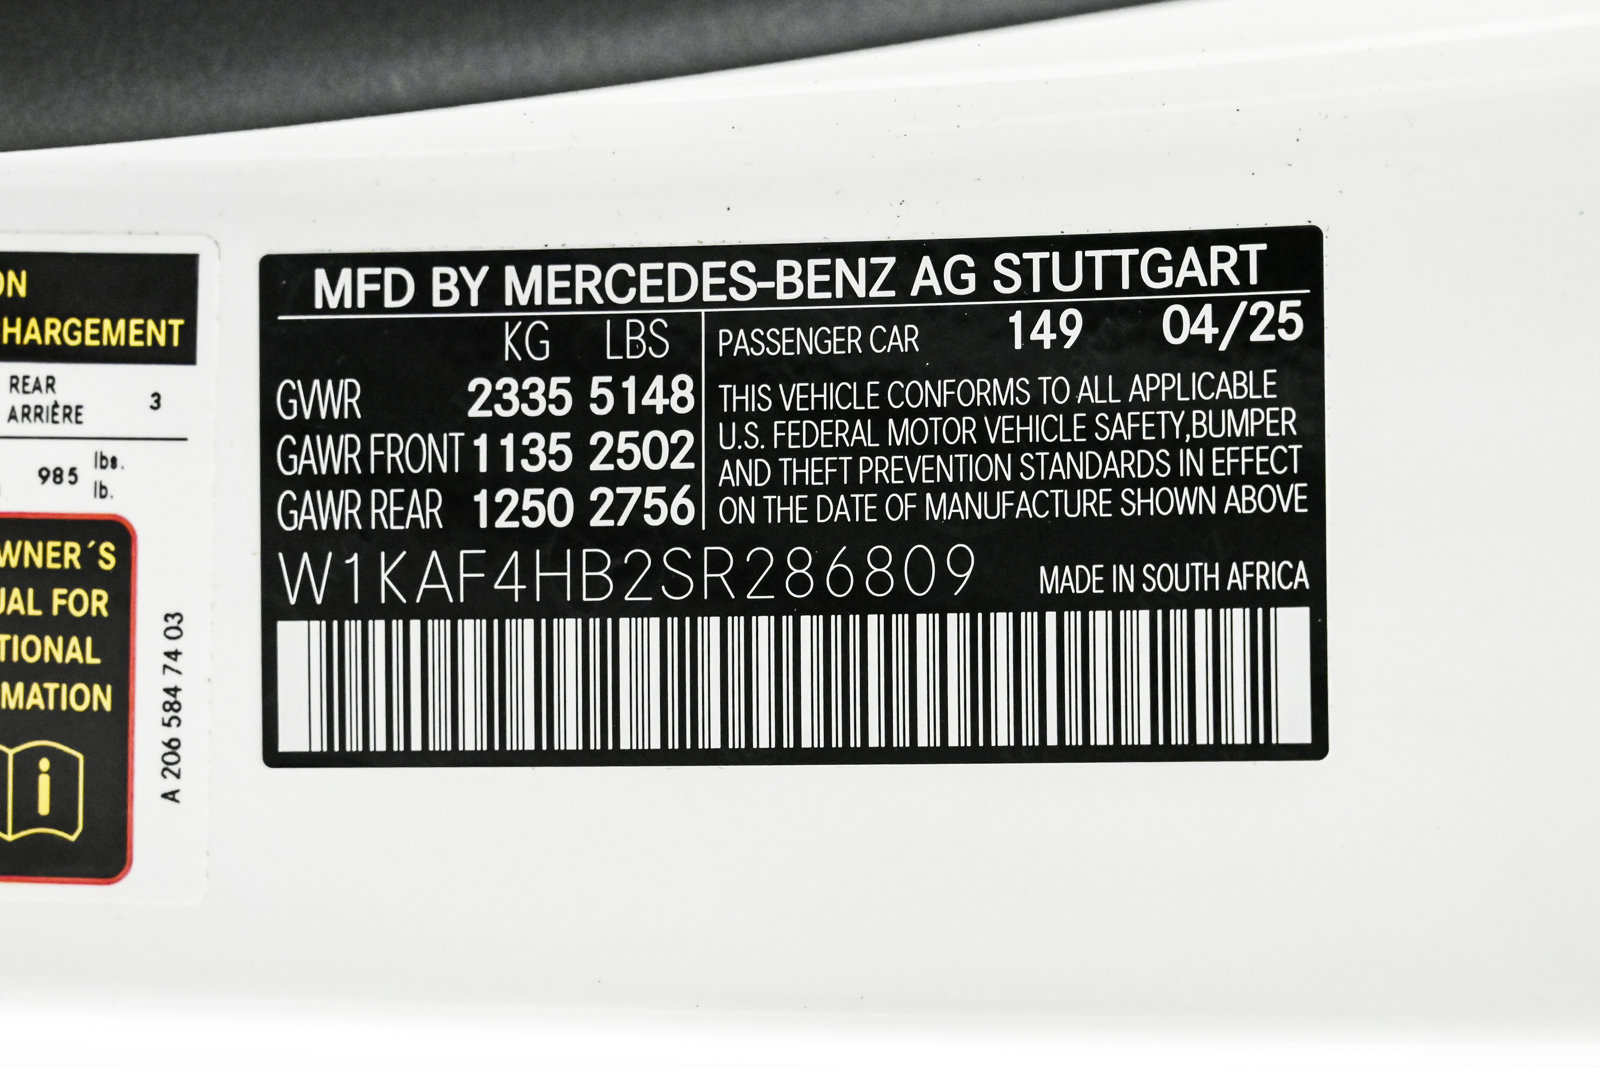 ON
HARGEMENT
REAR
ARRIÈRE 3
985 lbs.
lb.
WNER´S
UAL FOR
TIONAL
MATION
i
A 206 584 74 03
MFD BY MERCEDES-BENZ AG STUTTGART
KG LBS
GVWR 2335 5148
GAWR FRONT 1135 2502
GAWR REAR 1250 2756
PASSENGER CAR 149 04/25
THIS VEHICLE CONFORMS TO ALL APPLICABLE
U.S. FEDERAL MOTOR VEHICLE SAFETY,BUMPER
AND THEFT PREVENTION STANDARDS IN EFFECT
ON THE DATE OF MANUFACTURE SHOWN ABOVE
W1KAF4HB2SR286809
MADE IN SOUTH AFRICA